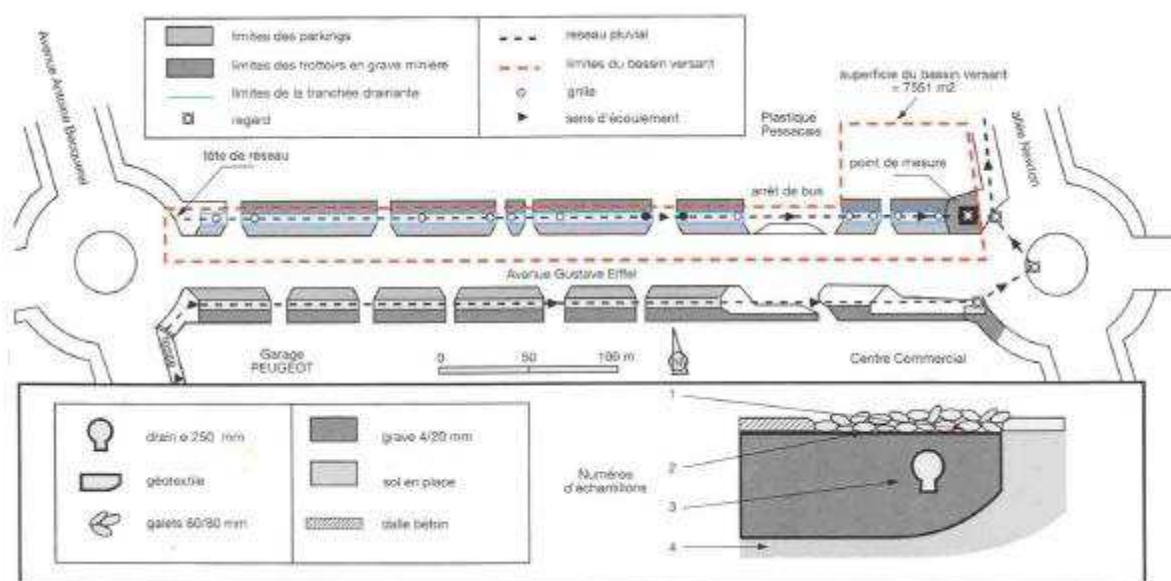 limites des parkings
limites des trottoirs en grave minière
limites de la tranchée drainante
regard
reseau pluvial
limites du bassin versant
grille
sens d'écoulement
Avenue Antoine Becquerel
tête de réseau
Plastique
Pessacais
superficie du bassin versant
= 7551 m2
point de mesure
arrêt de bus
allée Newton
Avenue Gustave Eiffel
Garage
PEUGEOT
0 50 100 m
Centre Commercial
drain ø 250 mm
géotextile
galets 60/80 mm
grave 4/20 mm
sol en place
dalle béton
Numéros
d'échantillons
1
2
3
4